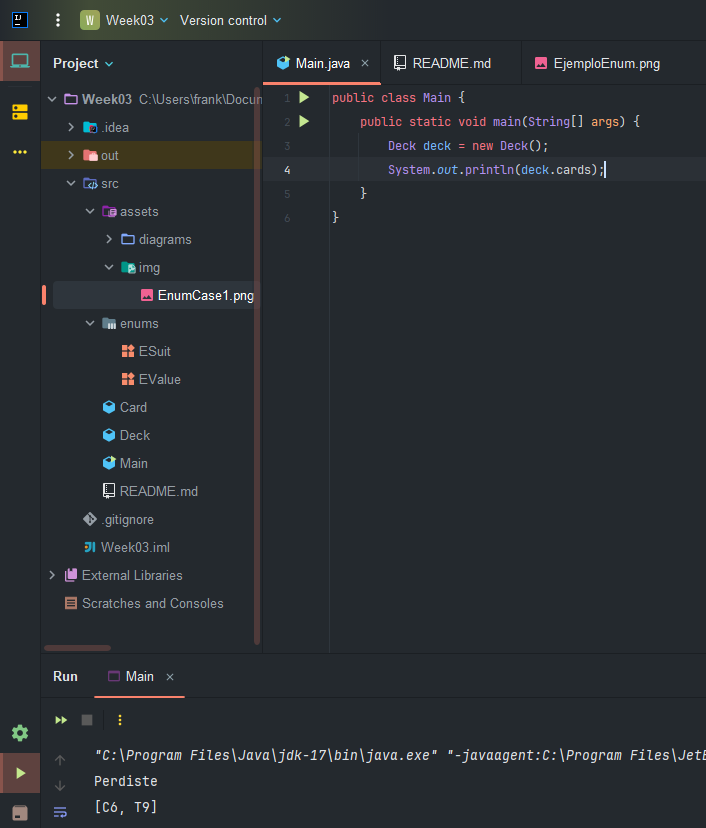 W Week03 Version control
Project
Main.java
README.md
EjemploEnum.png
Week03 C:\Users\frank\Docun
.idea
out
src
assets
diagrams
img
EnumCase1.png
enums
ESuit
EValue
Card
Deck
Main
README.md
.gitignore
Week03.iml
External Libraries
Scratches and Consoles
1 public class Main {
2 public static void main(String[] args) {
3 Deck deck = new Deck();
4 System.out.println(deck.cards);
5 }
6 }
Run Main
"C:\Program Files\Java\jdk-17\bin\java.exe" "-javaagent:C:\Program Files\JetB
Perdiste
[C6, T9]